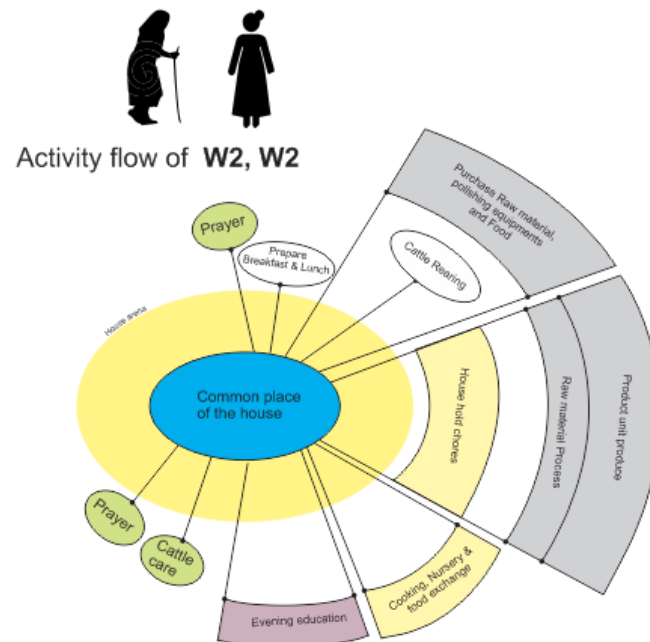 Activity flow of W2, W2
Purchase Raw material,
polishing equipments
and Food
Prayer
Prepare
Breakfast & Lunch
Cattle Rearing
House arena
Common place
of the house
House hold chores
Raw material Process
Product unit produce
Prayer
Cattle
care
Cooking, Nursery &
food exchange
Evening education